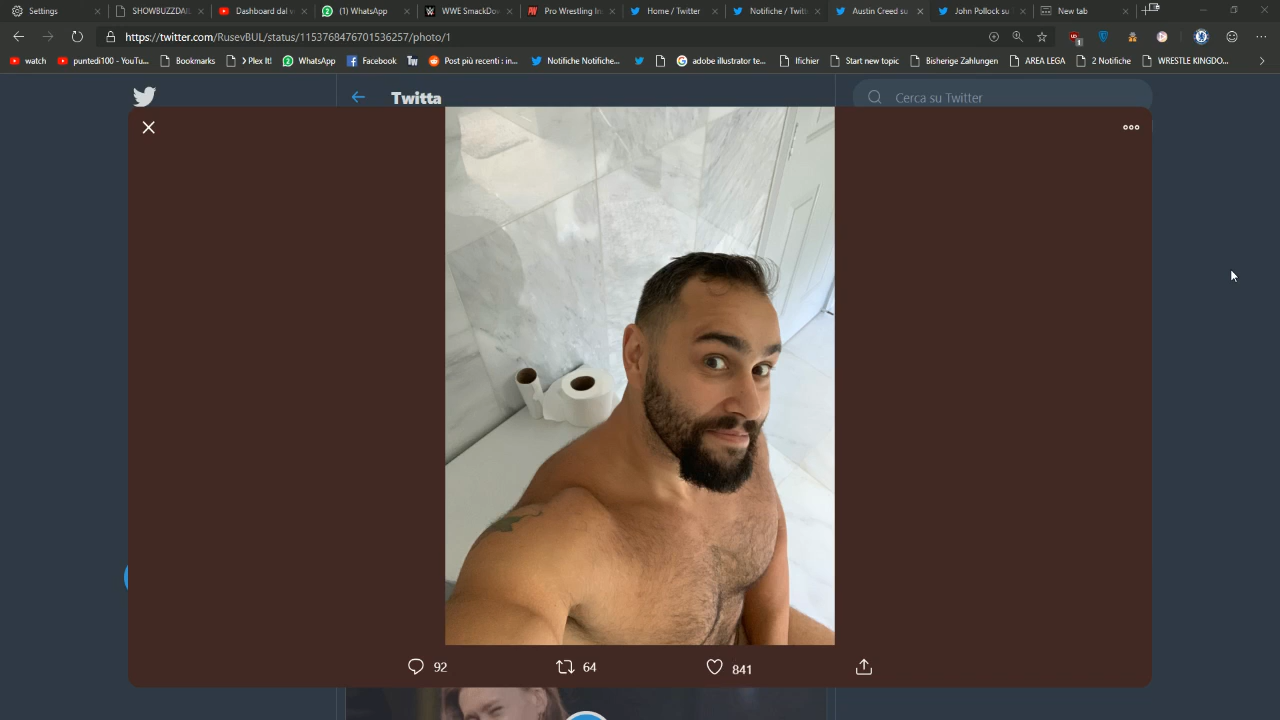 Settings
SHOWBUZZDAIL
Dashboard dal v
(1) WhatsApp
WWE SmackDo
Pro Wrestling In
Home / Twitter
Notifiche / Twitt
Austin Creed su
John Pollock su
New tab
https://twitter.com/RusevBUL/status/1153768476701536257/photo/1
watch
puntedi100 - YouTu...
Bookmarks
Plex It!
WhatsApp
Facebook
Tw
Post più recenti : in...
Notifiche Notifiche...
adobe illustrator te...
Ifichier
Start new topic
Bisherige Zahlungen
AREA LEGA
2 Notifiche
WRESTLE KINGDO...
Twitta
Cerca su Twitter
92
64
841